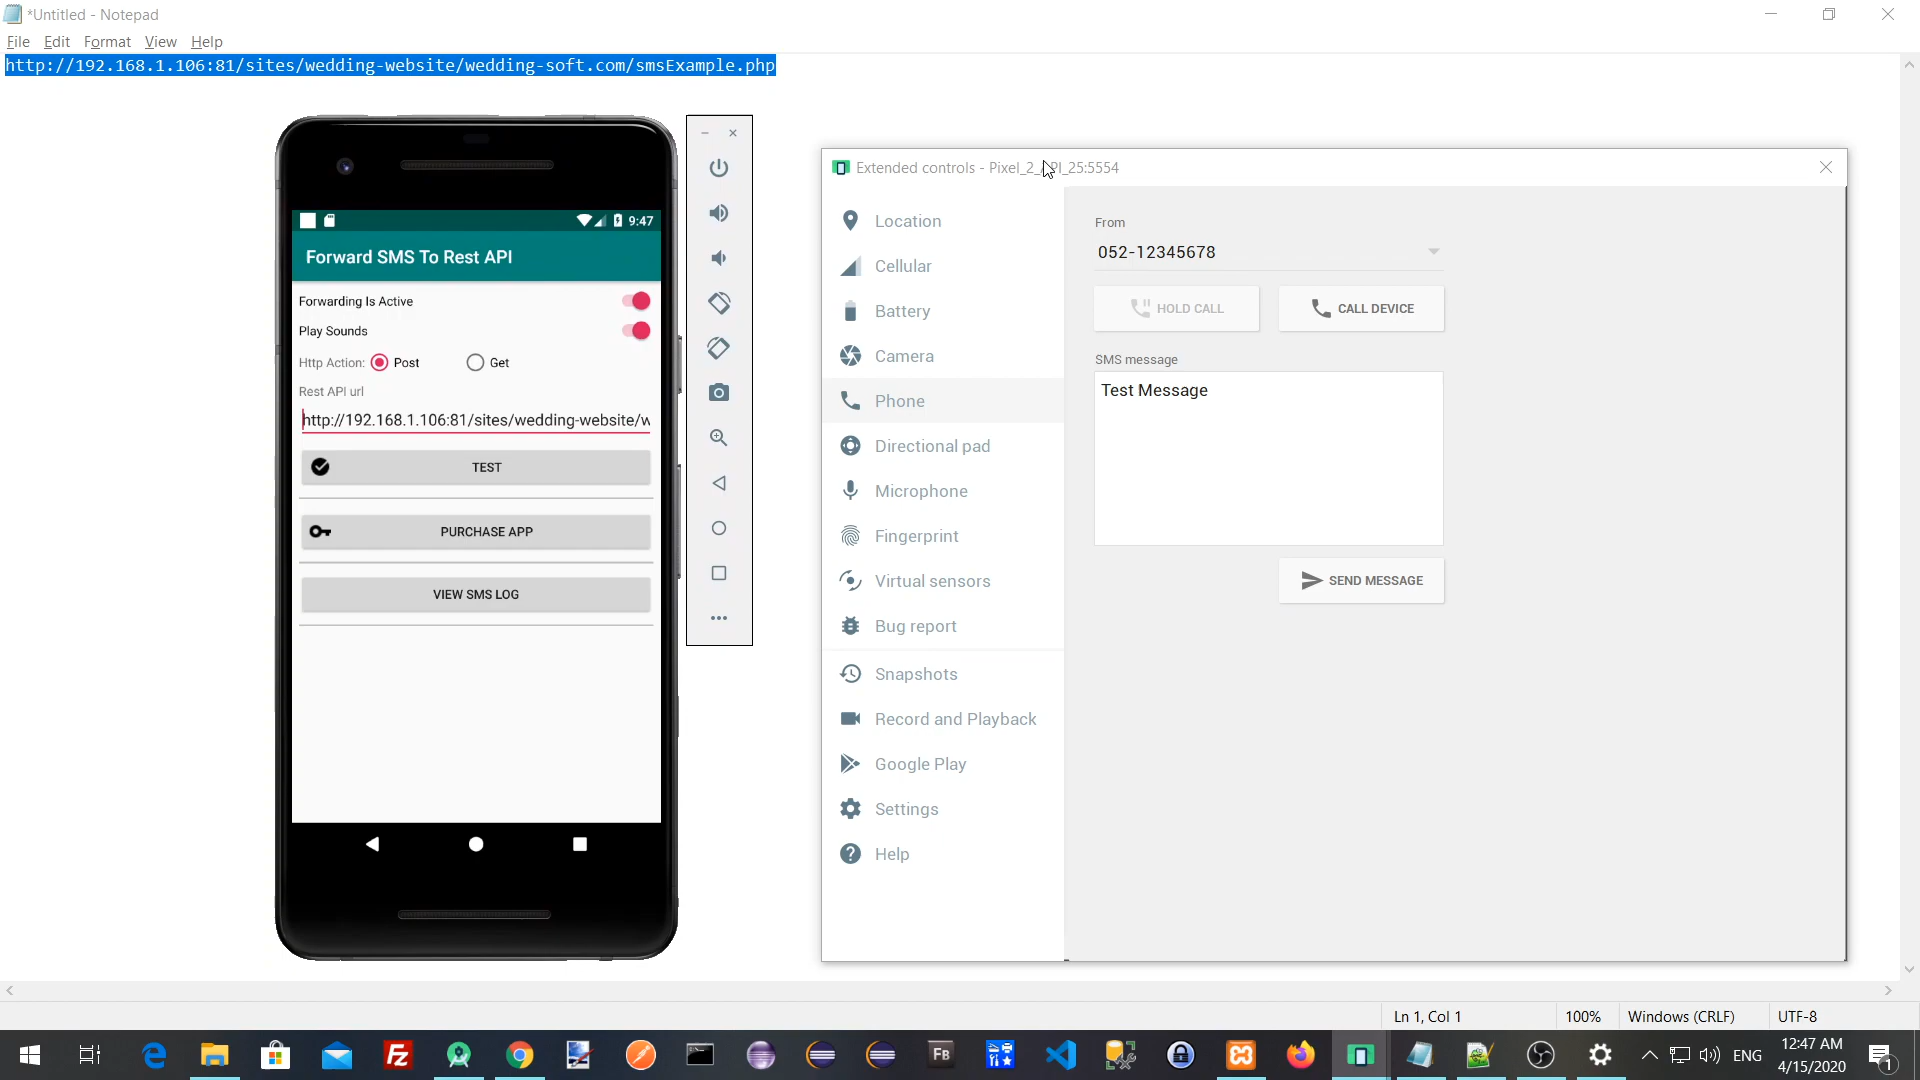 *Untitled - Notepad
File Edit Format View Help
http://192.168.1.106:81/sites/wedding-website/wedding-soft.com/smsExample.php
9:47
Forward SMS To Rest API
Forwarding Is Active
Play Sounds
Http Action: Post Get
Rest API url
http://192.168.1.106:81/sites/wedding-website/w
TEST
PURCHASE APP
VIEW SMS LOG
Extended controls - Pixel_2_API_25:5554
Location
Cellular
Battery
Camera
Phone
Directional pad
Microphone
Fingerprint
Virtual sensors
Bug report
Snapshots
Record and Playback
Google Play
Settings
Help
From
052-12345678
HOLD CALL
CALL DEVICE
SMS message
Test Message
SEND MESSAGE
Ln 1, Col 1
100%
Windows (CRLF)
UTF-8
Fz
FB
ENG
12:47 AM
4/15/2020
1